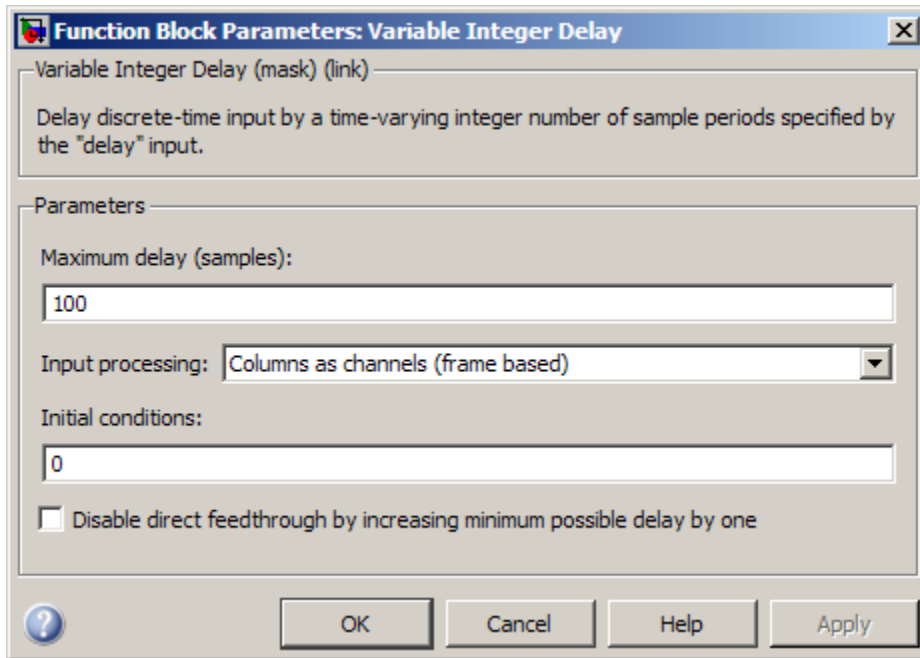 Function Block Parameters: Variable Integer Delay
Variable Integer Delay (mask) (link)
Delay discrete-time input by a time-varying integer number of sample periods specified by
the "delay" input.
Parameters
Maximum delay (samples):
100
Input processing: Columns as channels (frame based)
Initial conditions:
0
Disable direct feedthrough by increasing minimum possible delay by one
? OK Cancel Help Apply